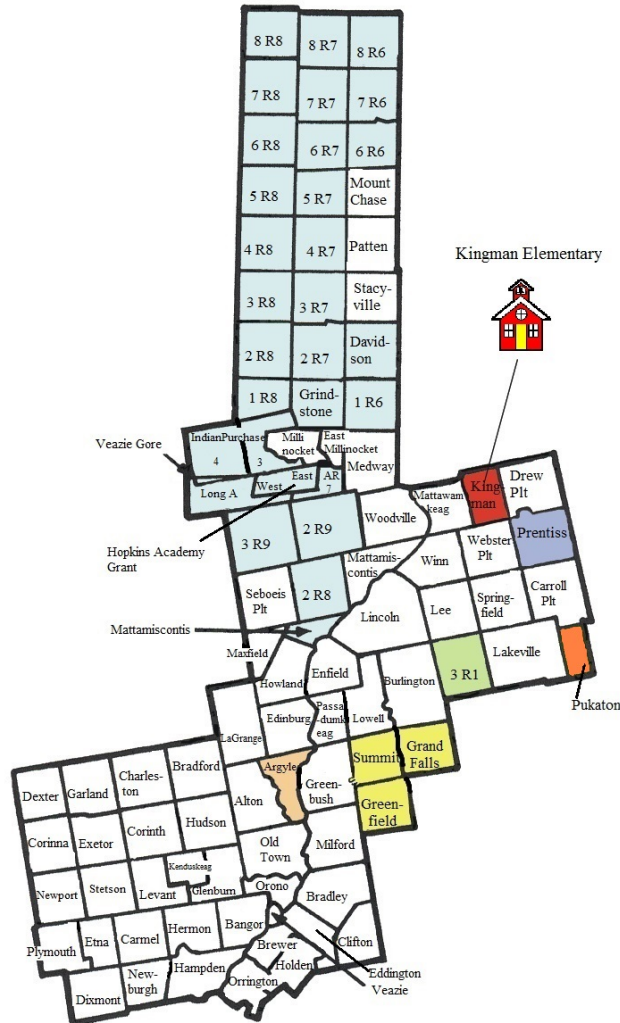 8 R8
8 R7
8 R6
7 R8
7 R7
7 R6
6 R8
6 R7
6 R6
5 R8
5 R7
Mount
Chase
4 R8
4 R7
Patten
3 R8
3 R7
Stacy-
ville
2 R8
2 R7
David-
son
1 R8
Grind-
stone
1 R6
Kingman Elementary
Veazie Gore
IndianPurchase
4
3
Milli
nocket
East
Millinocket
Medway
Long A
West
East
AR
7
Hopkins Academy
Grant
3 R9
2 R9
Woodville
Mattawam
keag
King-
man
Drew
Plt
Prentiss
Webster
Plt
Winn
Mattamis-
contis
Seboeis
Plt
2 R8
Lincoln
Lee
Spring-
field
Carroll
Plt
Mattamiscontis
Maxfield
Howland
Enfield
Burlington
3 R1
Lakeville
Pukaton
LaGrange
Edinburg
Passa
-dumk
eag
Lowell
Argyle
Alton
Green-
bush
Summit
Grand
Falls
Green-
field
Dexter
Garland
Charles-
ton
Bradford
Corinna
Exetor
Corinth
Hudson
Old
Town
Milford
Newport
Stetson
Levant
Kenduskeag
Glenburn
Orono
Bradley
Plymouth
Etna
Carmel
Hermon
Bangor
Brewer
Clifton
Dixmont
New-
burgh
Hampden
Orrington
Holden
Eddington
Veazie